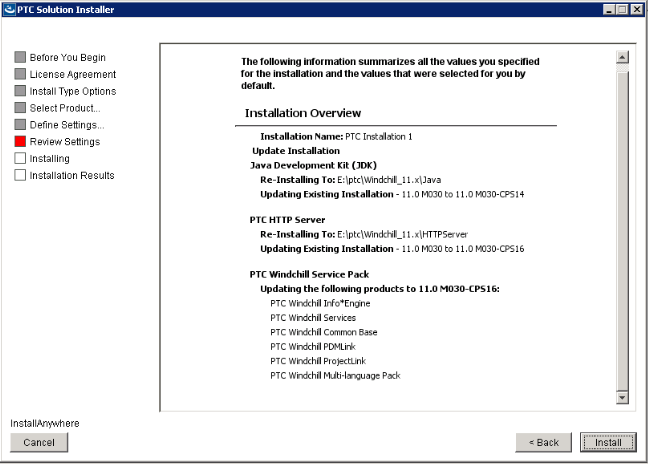 PTC Solution Installer
Before You Begin
License Agreement
Install Type Options
Select Product...
Define Settings...
Review Settings
Installing
Installation Results
The following information summarizes all the values you specified
for the installation and the values that were selected for you by
default.
Installation Overview
Installation Name: PTC Installation 1
Update Installation
Java Development Kit (JDK)
Re-Installing To: E:\ptc\Windchill_11.x\Java
Updating Existing Installation - 11.0 M030 to 11.0 M030-CPS14
PTC HTTP Server
Re-Installing To: E:\ptc\Windchill_11.x\HTTPServer
Updating Existing Installation - 11.0 M030 to 11.0 M030-CPS16
PTC Windchill Service Pack
Updating the following products to 11.0 M030-CPS16:
PTC Windchill Info*Engine
PTC Windchill Services
PTC Windchill Common Base
PTC Windchill PDMLink
PTC Windchill ProjectLink
PTC Windchill Multi-language Pack
InstallAnywhere
Cancel
< Back
Install